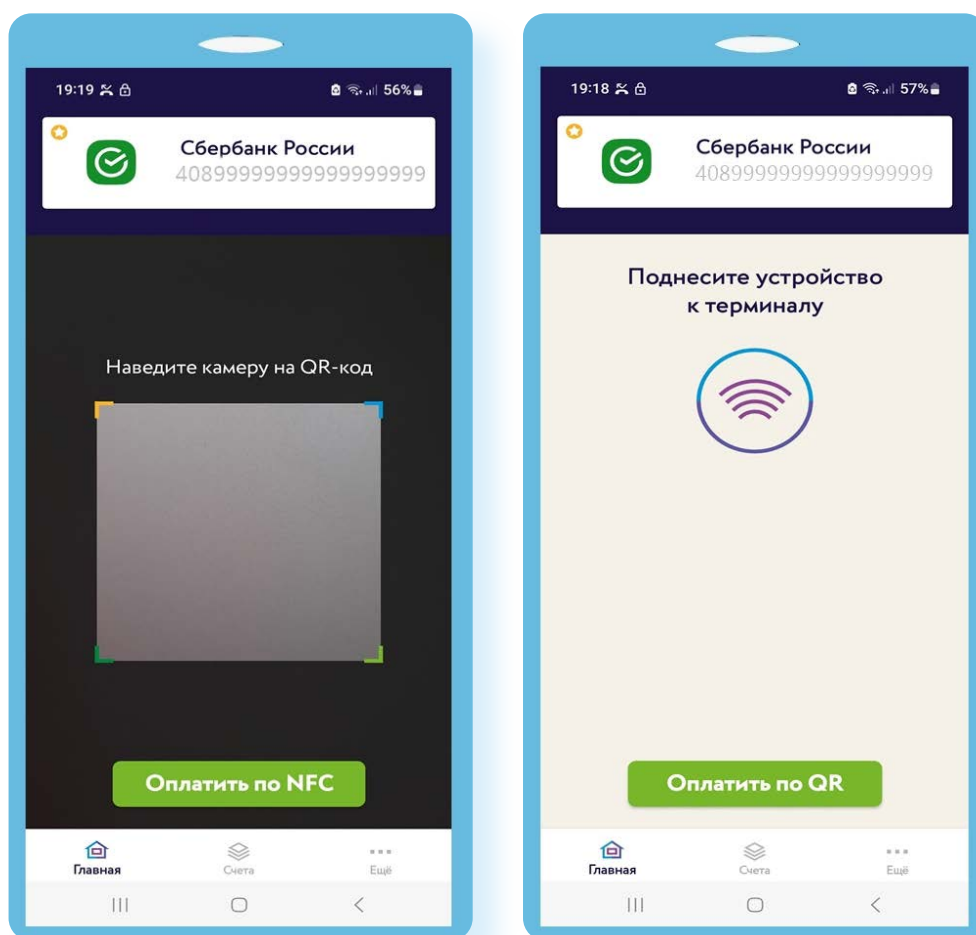 19:19
56%
Сбербанк России
40899999999999999999
Наведите камеру на QR-код
Оплатить по NFC
Главная
Счета
Ещё
19:18
57%
Сбербанк России
40899999999999999999
Поднесите устройство
к терминалу
Оплатить по QR
Главная
Счета
Ещё